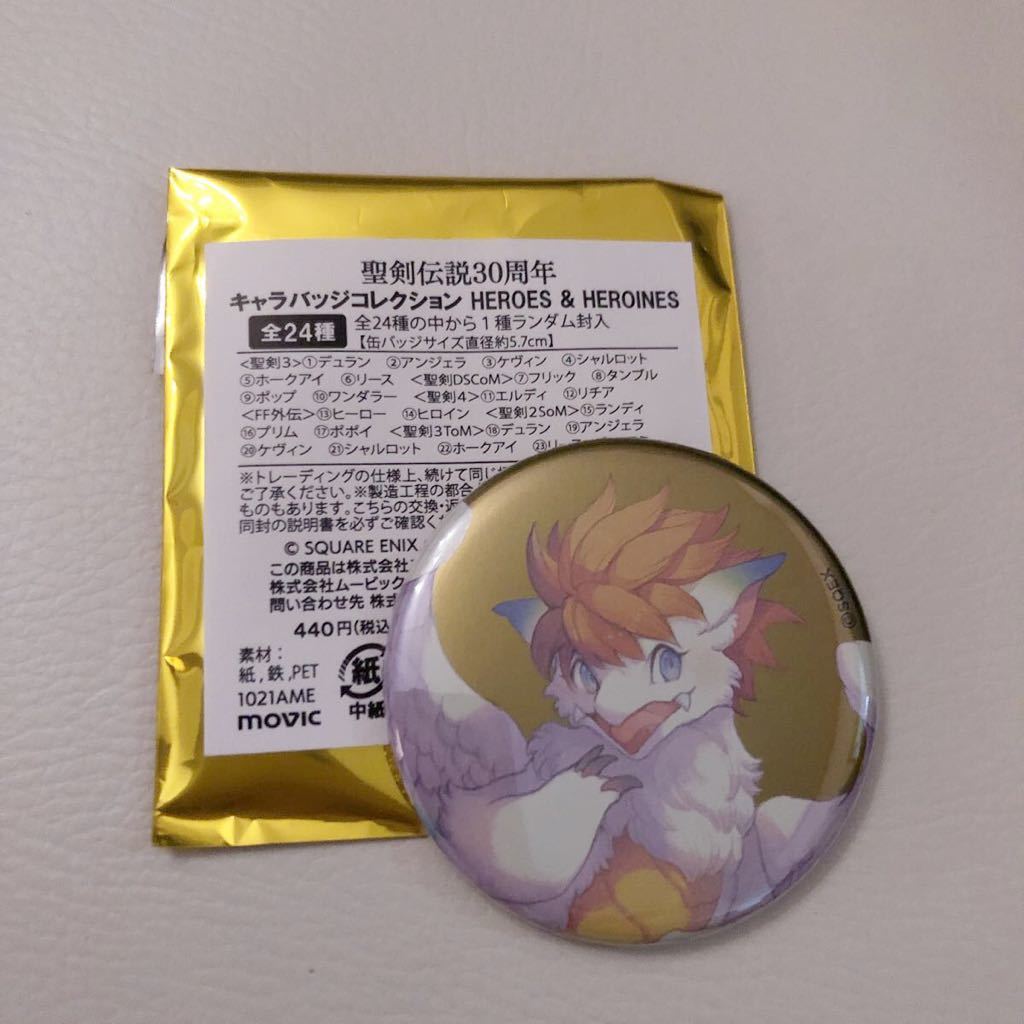 聖剣伝説30周年
キャラバッジコレクション HEROES & HEROINES
全24種
全24種の中から1種ランダム封入
【缶バッジサイズ直径約5.7cm】
<聖剣3>①デュラン ②アンジェラ ③ケヴィン ④シャルロット
⑤ホークアイ ⑥リース <聖剣DSCoM>⑦フリック ⑧タンブル
⑨ポップ ⑩ワンダラー <聖剣4>⑪エルディ ⑫リチア
<FF外伝>⑬ヒーロー ⑭ヒロイン <聖剣2SoM>⑮ランディ
⑯プリム ⑰ポポイ <聖剣3ToM>⑱デュラン ⑲アンジェラ
⑳ケヴィン ㉑シャルロット ㉒ホークアイ ㉓リー
※トレーディングの仕様上、続けて同じ
ご了承ください。※製造工程の都合
ものもあります。こちらの交換・返
同封の説明書を必ずご確認くだ
© SQUARE ENIX
この商品は株式会社
株式会社ムービック
問い合わせ先 株式
440円(税込
素材:
紙,鉄,PET
1021AME
movic
紙
中紙
©SQEX